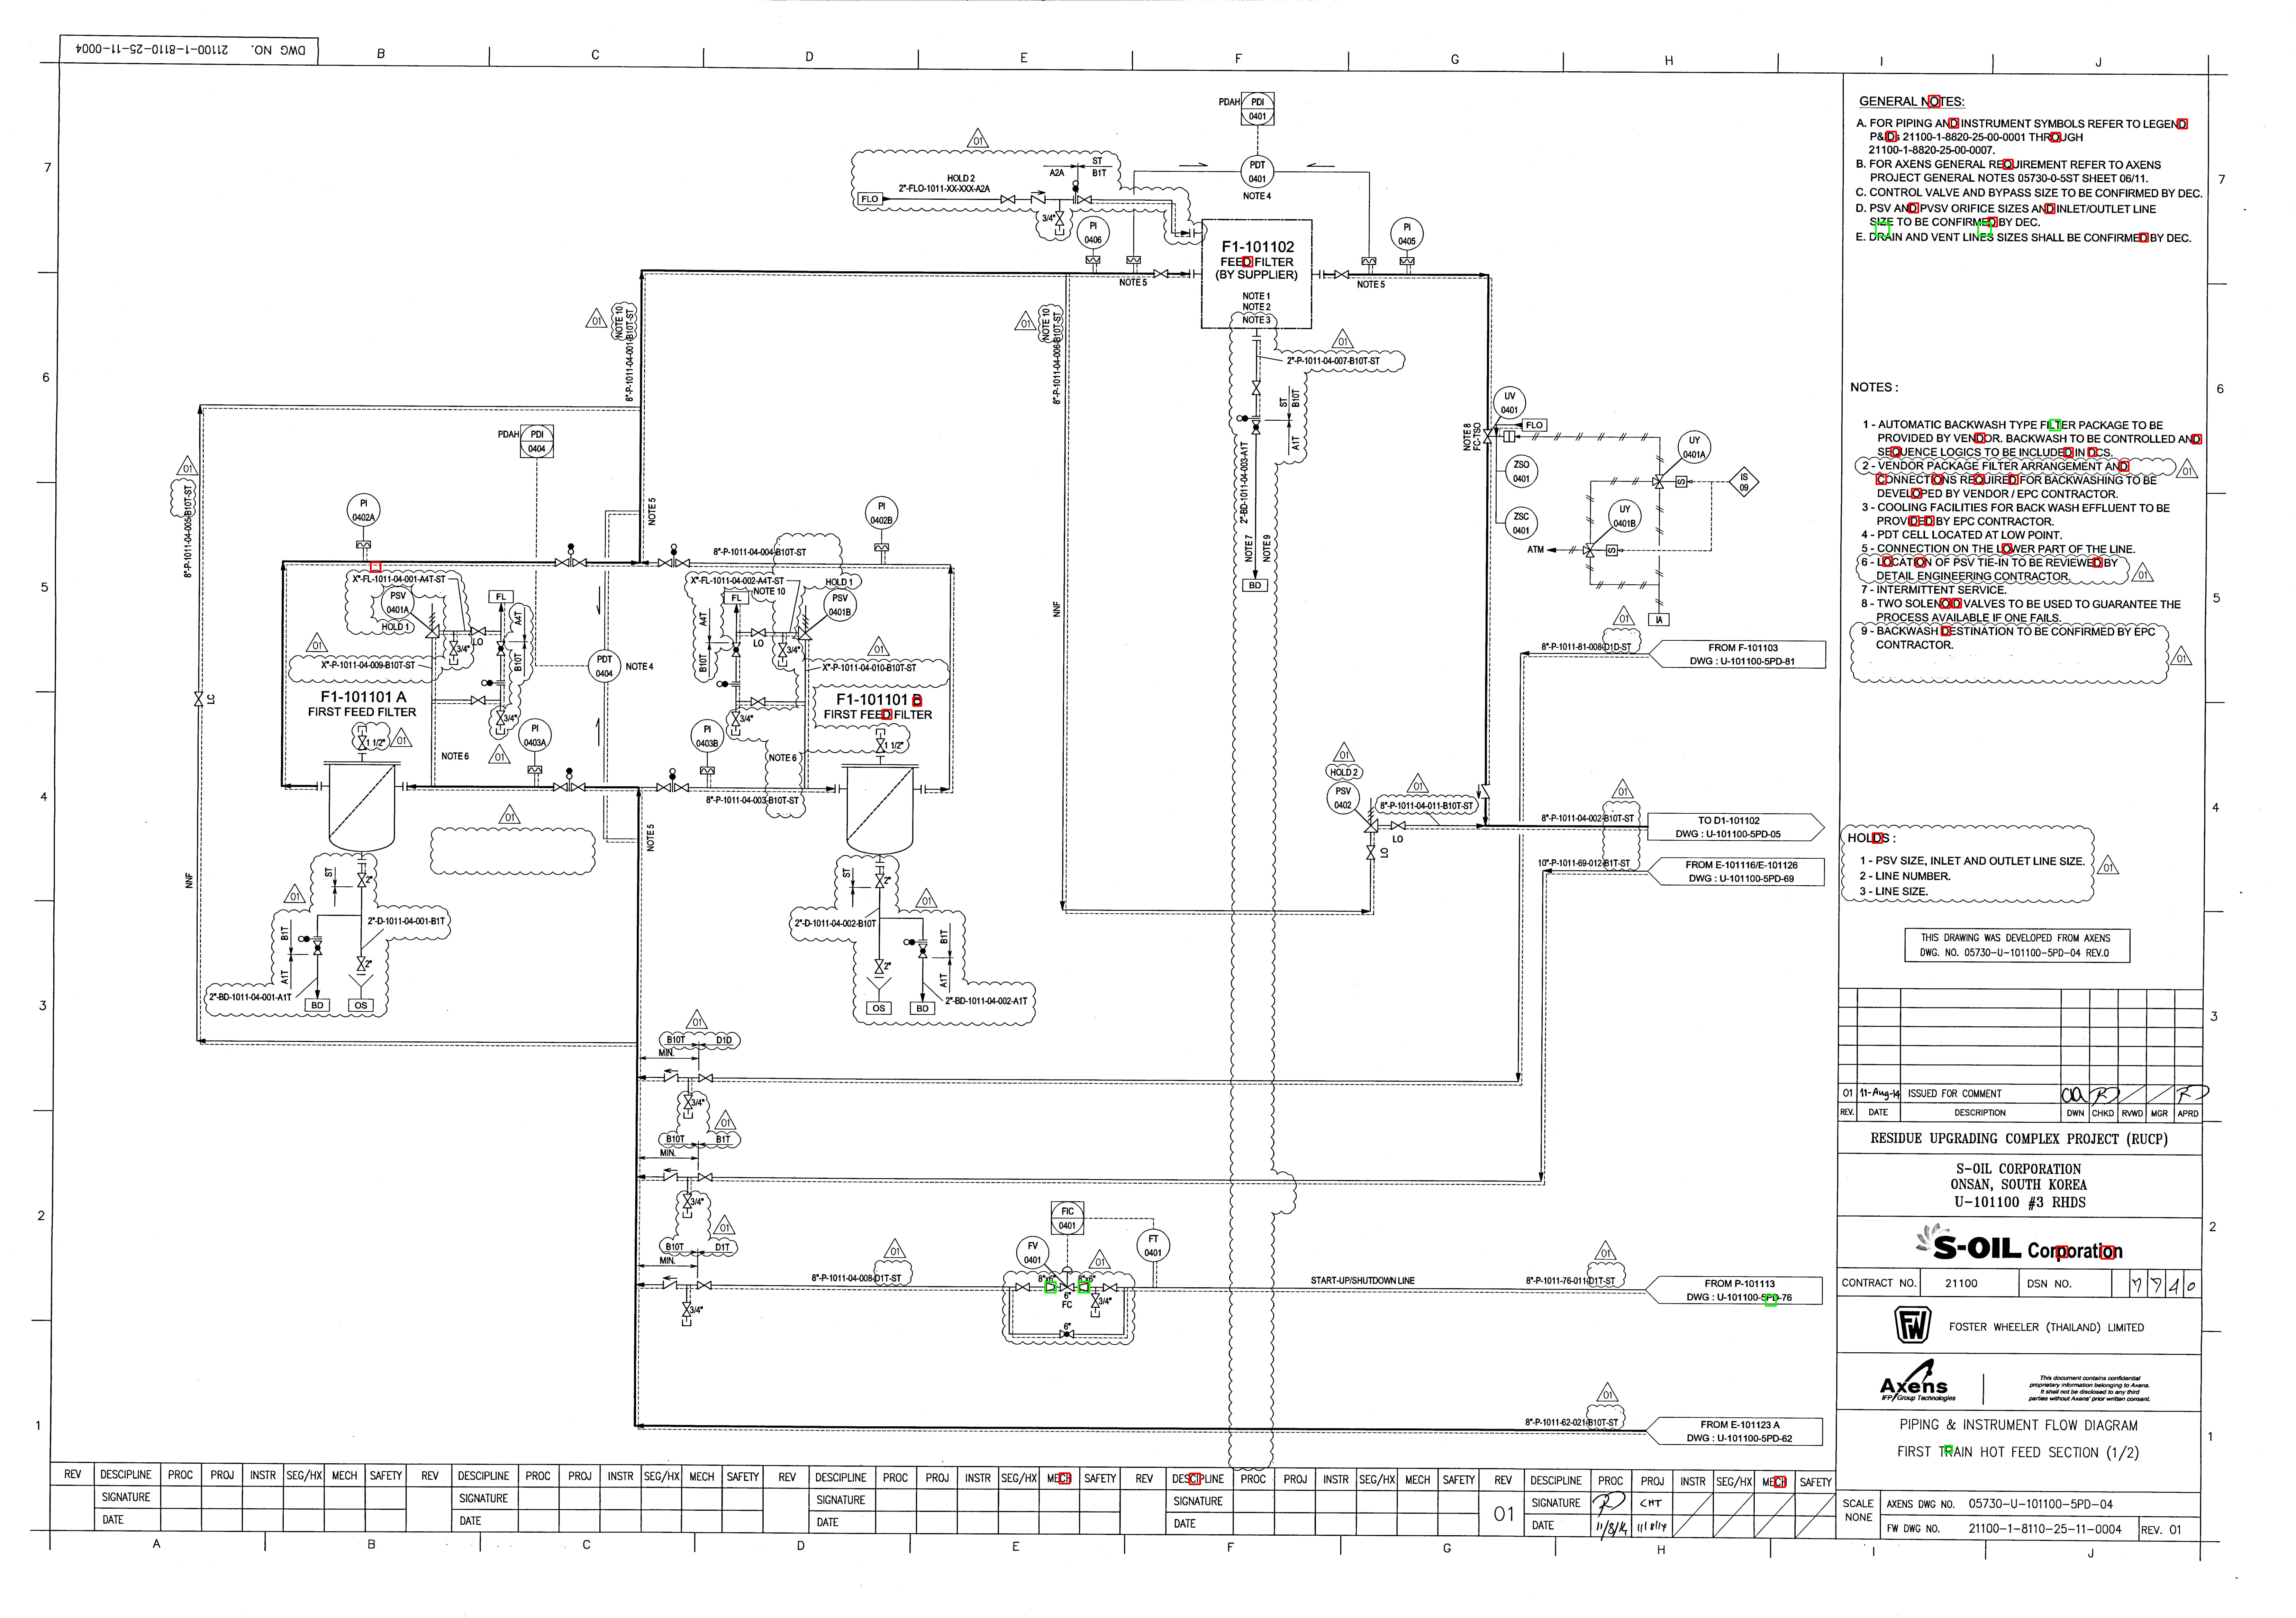 DWG NO. 21100-1-8110-25-11-0004
B C D E F G H I J
7
6
5
4
3
2
1
GENERAL NOTES:
A. FOR PIPING AND INSTRUMENT SYMBOLS REFER TO LEGEND
P&IDs 21100-1-8820-25-00-0001 THROUGH
21100-1-8820-25-00-0007.
B. FOR AXENS GENERAL REQUIREMENT REFER TO AXENS
PROJECT GENERAL NOTES 05730-0-5ST SHEET 06/11.
C. CONTROL VALVE AND BYPASS SIZE TO BE CONFIRMED BY DEC.
D. PSV AND PVSV ORIFICE SIZES AND INLET/OUTLET LINE
SIZE TO BE CONFIRMED BY DEC.
E. DRAIN AND VENT LINES SIZES SHALL BE CONFIRMED BY DEC.
NOTES :
1 - AUTOMATIC BACKWASH TYPE FILTER PACKAGE TO BE
PROVIDED BY VENDOR. BACKWASH TO BE CONTROLLED AND
SEQUENCE LOGICS TO BE INCLUDED IN DCS.
2 - VENDOR PACKAGE FILTER ARRANGEMENT AND
CONNECTIONS REQUIRED FOR BACKWASHING TO BE
DEVELOPED BY VENDOR / EPC CONTRACTOR.
3 - COOLING FACILITIES FOR BACK WASH EFFLUENT TO BE
PROVIDED BY EPC CONTRACTOR.
4 - PDT CELL LOCATED AT LOW POINT.
5 - CONNECTION ON THE LOWER PART OF THE LINE.
6 - LOCATION OF PSV TIE-IN TO BE REVIEWED BY
DETAIL ENGINEERING CONTRACTOR.
7 - INTERMITTENT SERVICE.
8 - TWO SOLENOID VALVES TO BE USED TO GUARANTEE THE
PROCESS AVAILABLE IF ONE FAILS.
9 - BACKWASH DESTINATION TO BE CONFIRMED BY EPC
CONTRACTOR.
HOLDS :
1 - PSV SIZE, INLET AND OUTLET LINE SIZE.
2 - LINE NUMBER.
3 - LINE SIZE.
THIS DRAWING WAS DEVELOPED FROM AXENS
DWG. NO. 05730-U-101100-5PD-04 REV.0
PDAH PDI 0401
PDT 0401
NOTE 4
01
HOLD 2
2"-FLO-1011-XX-XXX-A2A
FLO
A2A
ST
B1T
3/4"
PI 0406
PI 0405
NOTE 5
NOTE 5
F1-101102
FEED FILTER
(BY SUPPLIER)
NOTE 1
NOTE 2
NOTE 3
2"-P-1011-04-007-B10T-ST
01
ST
B10T
A1T
2"-BD-1011-04-003-A1T
NOTE 7
NOTE 9
BD
NOTE 10
8"-P-1011-04-001-B10T-ST
01
NOTE 10
8"-P-1011-04-006-B10T-ST
01
NNF
UV 0401
FLO
NOTE 8
FC-TSO
ZSO 0401
ZSC 0401
UY 0401A
UY 0401B
S
S
IS 09
ATM
IA
PDAH PDI 0404
PDT 0404
NOTE 4
NOTE 5
NOTE 5
01
8"-P-1011-04-005-B10T-ST
LC
NNF
PI 0402A
PI 0402B
8"-P-1011-04-004-B10T-ST
X"-FL-1011-04-001-A4T-ST
PSV 0401A
HOLD 1
FL
A4T
B10T
LO
3/4"
X"-P-1011-04-009-B10T-ST
X"-FL-1011-04-002-A4T-ST
NOTE 10
HOLD 1
PSV 0401B
FL
A4T
B10T
LO
3/4"
X"-P-1011-04-010-B10T-ST
F1-101101 A
FIRST FEED FILTER
F1-101101 B
FIRST FEED FILTER
1 1/2"
1 1/2"
NOTE 6
NOTE 6
3/4"
3/4"
PI 0403A
PI 0403B
8"-P-1011-04-003-B10T-ST
ST
2"
2"-D-1011-04-001-B1T
B1T
A1T
2"
2"-BD-1011-04-001-A1T
BD
OS
ST
2"
2"-D-1011-04-002-B10T
B1T
A1T
2"
2"-BD-1011-04-002-A1T
OS
BD
HOLD 2
PSV 0402
8"-P-1011-04-011-B10T-ST
LO
LO
8"-P-1011-81-008-D1D-ST
FROM F-101103
DWG : U-101100-5PD-81
8"-P-1011-04-002-B10T-ST
TO D1-101102
DWG : U-101100-5PD-05
10"-P-1011-69-012-B1T-ST
FROM E-101116/E-101126
DWG : U-101100-5PD-69
B10T D1D
MIN.
3/4"
B10T B1T
MIN.
3/4"
B10T D1T
MIN.
3/4"
8"-P-1011-04-008-D1T-ST
FIC 0401
FV 0401
FT 0401
8"x6" 8"x6"
6"
FC
3/4"
6"
START-UP/SHUTDOWN LINE
8"-P-1011-76-011-D1T-ST
FROM P-101113
DWG : U-101100-5PD-76
8"-P-1011-62-021-B10T-ST
FROM E-101123 A
DWG : U-101100-5PD-62
01 11-Aug-14 ISSUED FOR COMMENT
REV. DATE DESCRIPTION DWN CHKD RVWD MGR APRD
RESIDUE UPGRADING COMPLEX PROJECT (RUCP)
S-OIL CORPORATION
ONSAN, SOUTH KOREA
U-101100 #3 RHDS
S-OIL Corporation
CONTRACT NO. 21100 DSN NO. 7740
FW FOSTER WHEELER (THAILAND) LIMITED
Axens
IFP Group Technologies
This document contains confidential
proprietary information belonging to Axens.
It shall not be disclosed to any third
parties without Axens' prior written consent.
PIPING & INSTRUMENT FLOW DIAGRAM
FIRST TRAIN HOT FEED SECTION (1/2)
SCALE NONE
AXENS DWG NO. 05730-U-101100-5PD-04
FW DWG NO. 21100-1-8110-25-11-0004 REV. 01
REV DESCIPLINE PROC PROJ INSTR SEG/HX MECH SAFETY REV DESCIPLINE PROC PROJ INSTR SEG/HX MECH SAFETY REV DESCIPLINE PROC PROJ INSTR SEG/HX MECH SAFETY REV DESCIPLINE PROC PROJ INSTR SEG/HX MECH SAFETY REV DESCIPLINE PROC PROJ INSTR SEG/HX MECH SAFETY
SIGNATURE SIGNATURE SIGNATURE SIGNATURE 01 SIGNATURE CHT
DATE DATE DATE DATE DATE 11/8/14 11/8/14
A B C D E F G H I J